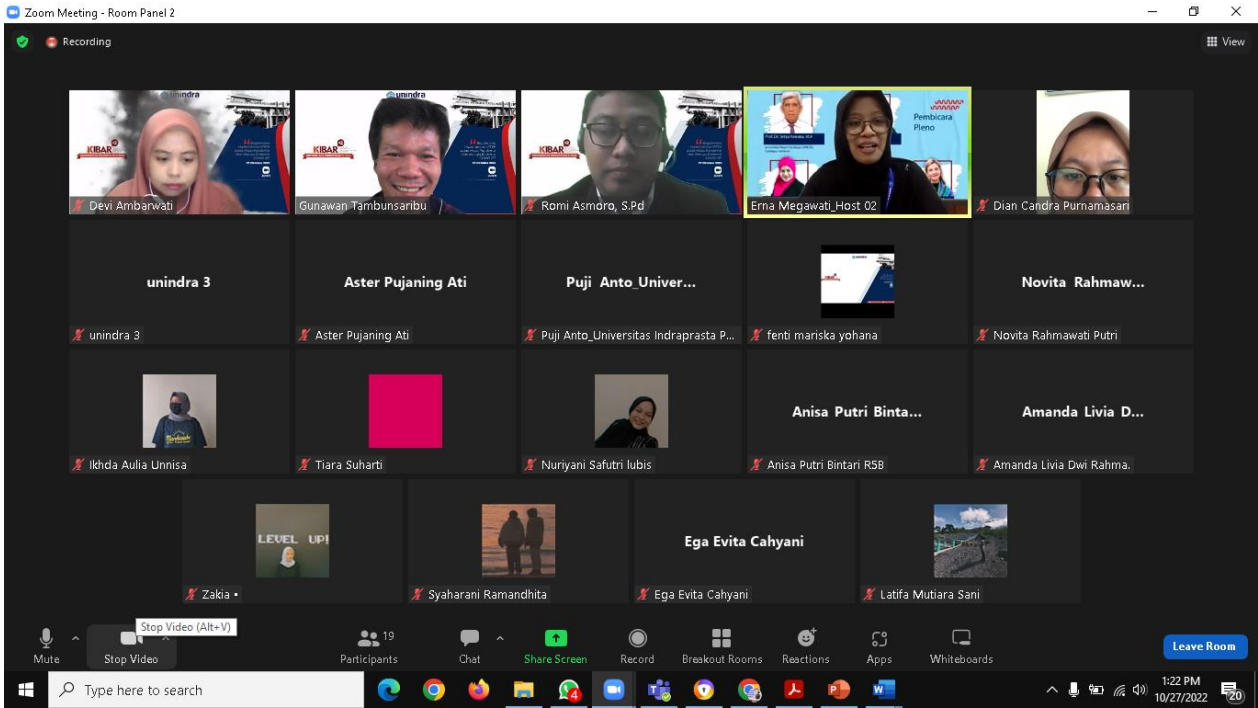 Zoom Meeting - Room Panel 2
Recording
View
unindra
KIBAR
Devi Ambarwati
unindra
KIBAR
Gunawan Tambunsaribu
KIBAR
Romi Asmoro, S.Pd
Pembicara
Pleno
Erna Megawati_Host 02
Dian Candra Purnamasari
unindra 3
unindra 3
Aster Pujaning Ati
Aster Pujaning Ati
Puji Anto_Univer...
Puji Anto_Universitas Indraprasta P...
fenti mariska yohana
Novita Rahmaw...
Novita Rahmawati Putri
Ikhda Aulia Unnisa
Tiara Suharti
Nuriyani Safutri lubis
Anisa Putri Binta...
Anisa Putri Bintari R5B
Amanda Livia D...
Amanda Livia Dwi Rahma.
LEVEL UP!
Zakia •
Syaharani Ramandhita
Ega Evita Cahyani
Ega Evita Cahyani
Latifa Mutiara Sani
Stop Video (Alt+V)
Mute
Stop Video
19
Participants
Chat
Share Screen
Record
Breakout Rooms
Reactions
Apps
Whiteboards
Leave Room
Type here to search
4
1:22 PM
10/27/2022
20